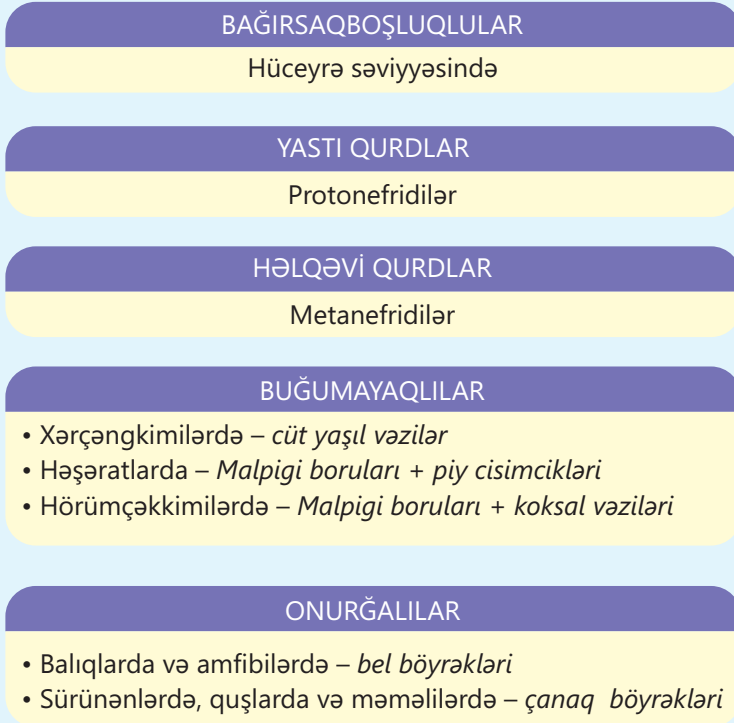 BAĞIRSAQBOŞLUQLULAR
Hüceyrə səviyyəsində
YASTI QURDLAR
Protonefridilər
HƏLQƏVİ QURDLAR
Metanefridilər
BUĞUMAYAQLILAR
• Xərçəngkimilərdə – cüt yaşıl vəzilər
• Həşəratlarda – Malpigi boruları + piy cisimcikləri
• Hörümçəkkimilərdə – Malpigi boruları + koksal vəziləri
ONURĞALILAR
• Balıqlarda və amfibilərdə – bel böyrəkləri
• Sürünənlərdə, quşlarda və məməlilərdə – çanaq böyrəkləri